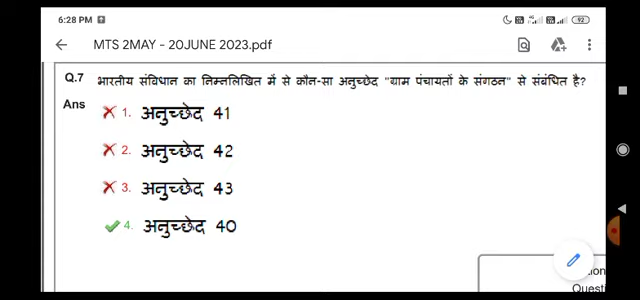 6:28 PM
92
MTS 2MAY - 20JUNE 2023.pdf
Q.7 भारतीय संविधान का निम्नलिखित में से कौन-सा अनुच्छेद "ग्राम पंचायतों के संगठन" से संबंधित है?
Ans
1. अनुच्छेद 41
2. अनुच्छेद 42
3. अनुच्छेद 43
4. अनुच्छेद 40